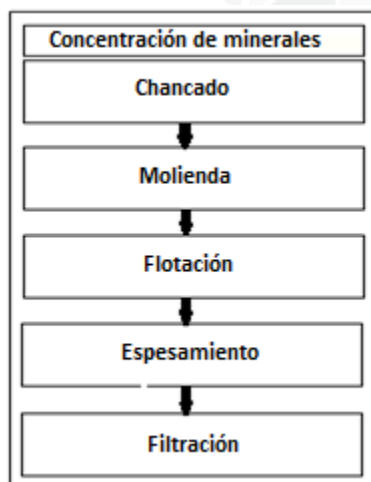 Concentración de minerales
Chancado
Molienda
Flotación
Espesamiento
Filtración